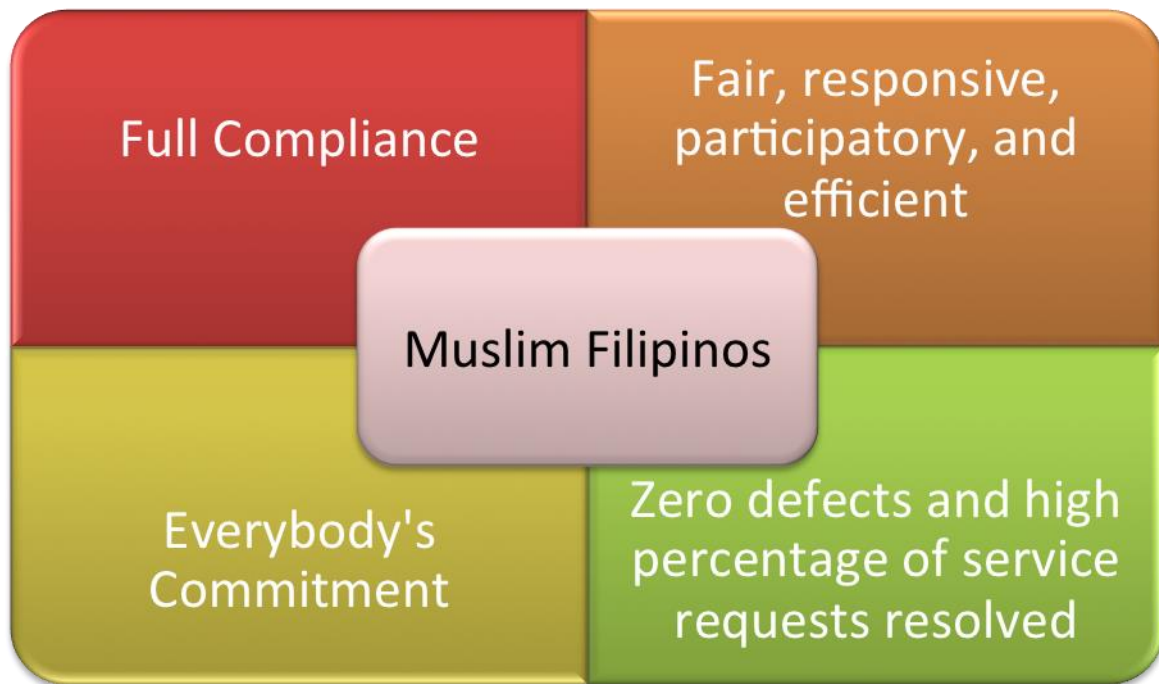 Full Compliance
Fair, responsive,
participatory, and
efficient
Muslim Filipinos
Everybody's
Commitment
Zero defects and high
percentage of service
requests resolved